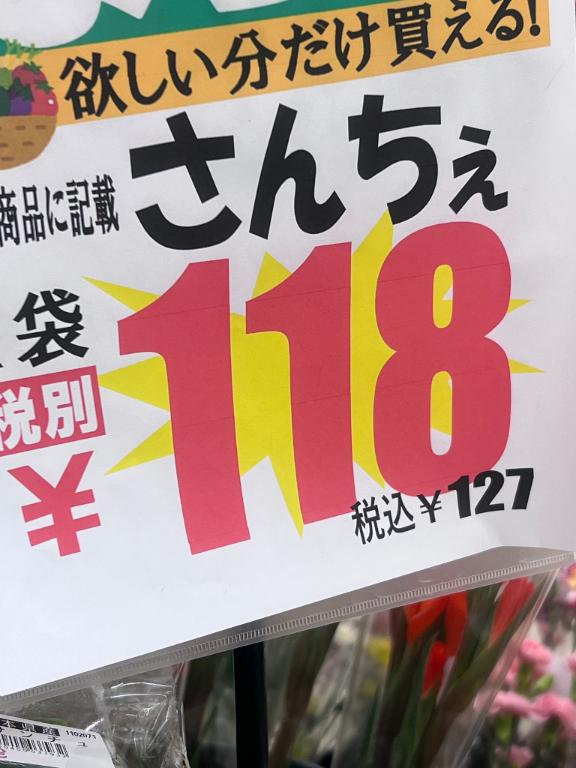 欲しい分だけ買える!
商品に記載
さんちぇ
袋
税別
¥118
税込¥127
1102071